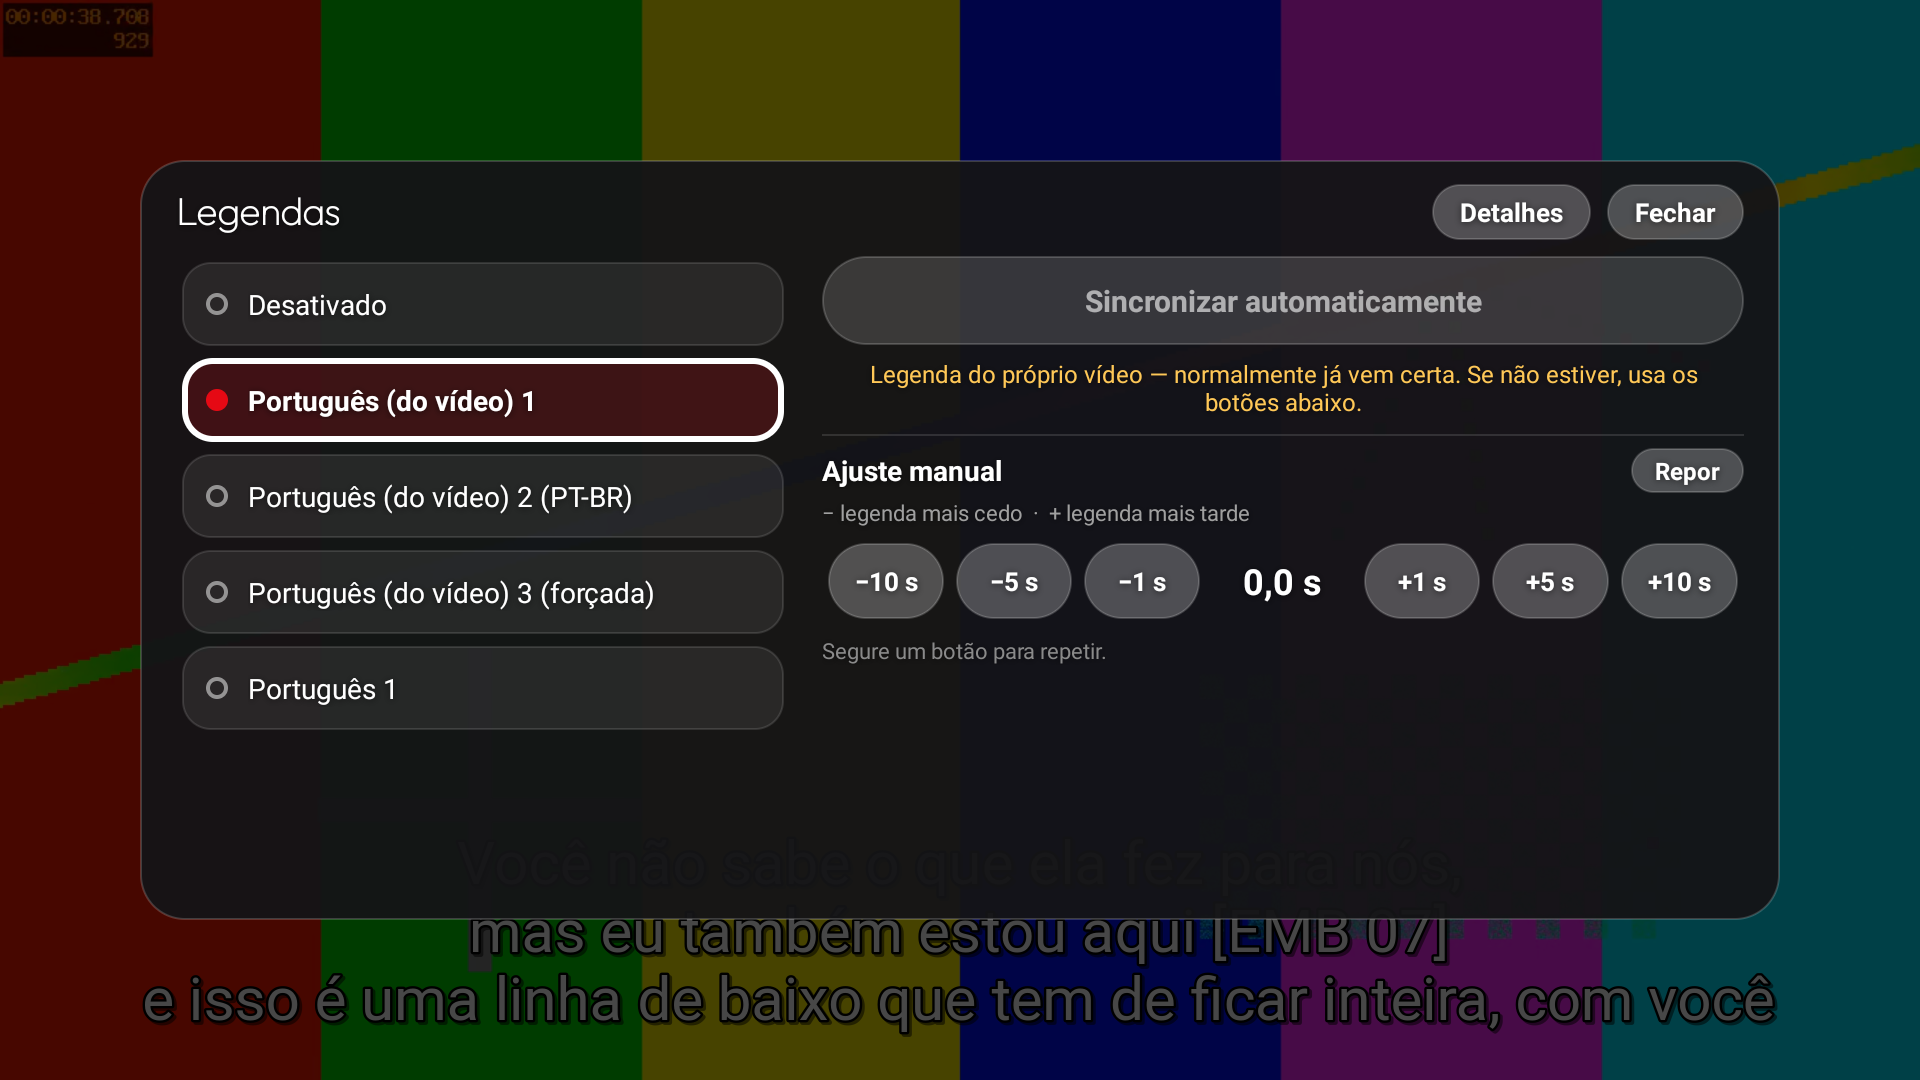 00:00:38.708
929
Legendas
Detalhes
Fechar
Desativado
Português (do vídeo) 1
Português (do vídeo) 2 (PT-BR)
Português (do vídeo) 3 (forçada)
Português 1
Sincronizar automaticamente
Legenda do próprio vídeo — normalmente já vem certa. Se não estiver, usa os
botões abaixo.
Ajuste manual
Repor
− legenda mais cedo · + legenda mais tarde
−10 s
−5 s
−1 s
0,0 s
+1 s
+5 s
+10 s
Segure um botão para repetir.
Você não sabe o que ela fez para nós,
mas eu também estou aqui [EMB 07]
e isso é uma linha de baixo que tem de ficar inteira, com você